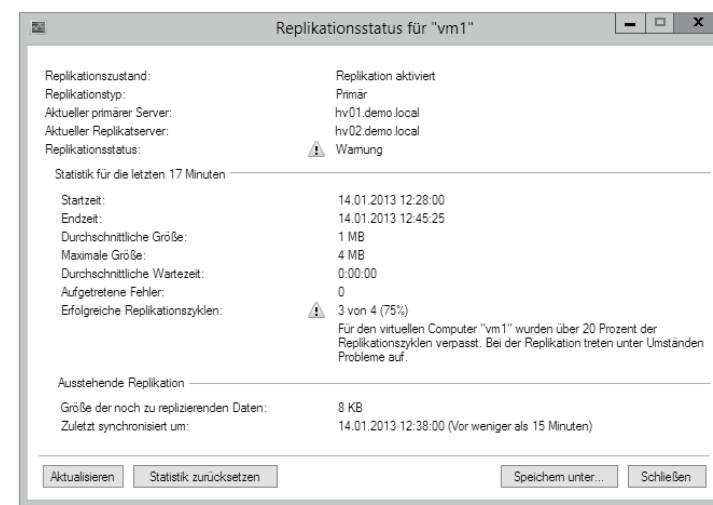 Replikationsstatus für "vm1"
Replikationszustand: Replikation aktiviert
Replikationstyp: Primär
Aktueller primärer Server: hv01.demo.local
Aktueller Replikatserver: hv02.demo.local
Replikationsstatus: Warnung
Statistik für die letzten 17 Minuten
Startzeit: 14.01.2013 12:28:00
Endzeit: 14.01.2013 12:45:25
Durchschnittliche Größe: 1 MB
Maximale Größe: 4 MB
Durchschnittliche Wartezeit: 0:00:00
Aufgetretene Fehler: 0
Erfolgreiche Replikationszyklen: 3 von 4 (75%)
Für den virtuellen Computer "vm1" wurden über 20 Prozent der
Replikationszyklen verpasst. Bei der Replikation treten unter Umständen
Probleme auf.
Ausstehende Replikation
Größe der noch zu replizierenden Daten: 8 KB
Zuletzt synchronisiert um: 14.01.2013 12:38:00 (Vor weniger als 15 Minuten)
Aktualisieren Statistik zurücksetzen Speichern unter... Schließen